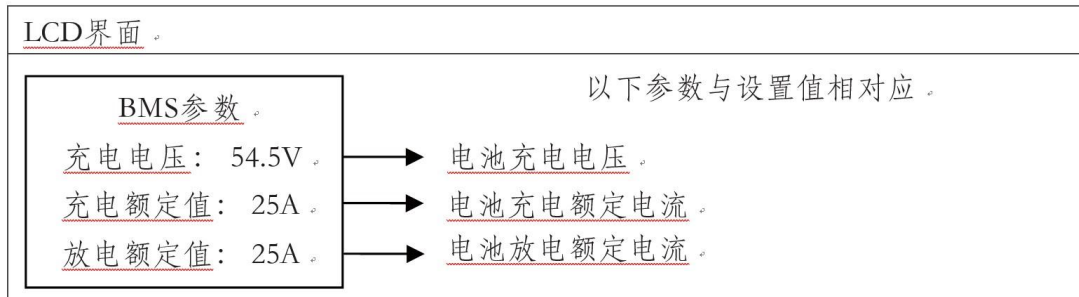 LCD界面
以下参数与设置值相对应
BMS参数
充电电压： 54.5V
电池充电电压
充电额定值： 25A
电池充电额定电流
放电额定值： 25A
电池放电额定电流